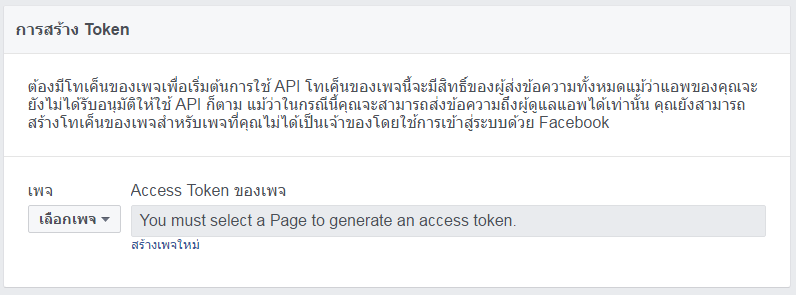 การสร้าง Token
ต้องมีโทเค็นของเพจเพื่อเริ่มต้นการใช้ API โทเค็นของเพจนี้จะมีสิทธิ์ของผู้ส่งข้อความทั้งหมดแม้ว่าแอพของคุณจะ
ยังไม่ได้รับอนุมัติให้ใช้ API ก็ตาม แม้ว่าในกรณีนี้คุณจะสามารถส่งข้อความถึงผู้ดูแลแอพได้เท่านั้น คุณยังสามารถ
สร้างโทเค็นของเพจสำหรับเพจที่คุณไม่ได้เป็นเจ้าของโดยใช้การเข้าสู่ระบบด้วย Facebook
เพจ
Access Token ของเพจ
เลือกเพจ
You must select a Page to generate an access token.
สร้างเพจใหม่